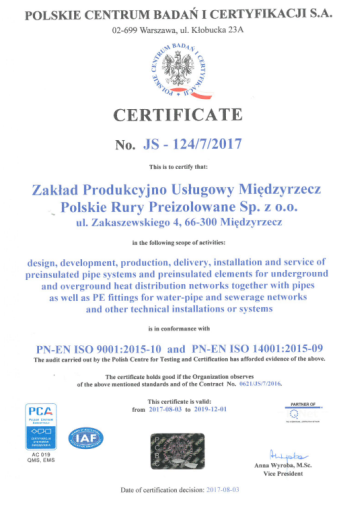 POLSKIE CENTRUM BADAŃ I CERTYFIKACJI S.A.
02-699 Warszawa, ul. Kłobucka 23A
POLSKIE CENTRUM BADAŃ I CERTYFIKACJI
CERTIFICATE
No. JS - 124/7/2017
This is to certify that:
Zakład Produkcyjno Usługowy Międzyrzecz
Polskie Rury Preizolowane Sp. z o.o.
ul. Zakaszewskiego 4, 66-300 Międzyrzecz
in the following scope of activities:
design, development, production, delivery, installation and service of
preinsulated pipe systems and preinsulated elements for underground
and overground heat distribution networks together with pipes
as well as PE fittings for water-pipe and sewerage networks
and other technical installations or systems
is in conformance with
PN-EN ISO 9001:2015-10 and PN-EN ISO 14001:2015-09
The audit carried out by the Polish Centre for Testing and Certification has afforded evidence of the above.
The certificate holds good if the Organization observes
of the above mentioned standards and of the Contract No. 0621/JS/7/2016.
This certificate is valid:
from 2017-08-03 to 2019-12-01
PCA
AC 019
QMS, EMS
IAF
PARTNER OF
Anna Wyroba, M.Sc.
Vice President
Date of certification decision: 2017-08-03